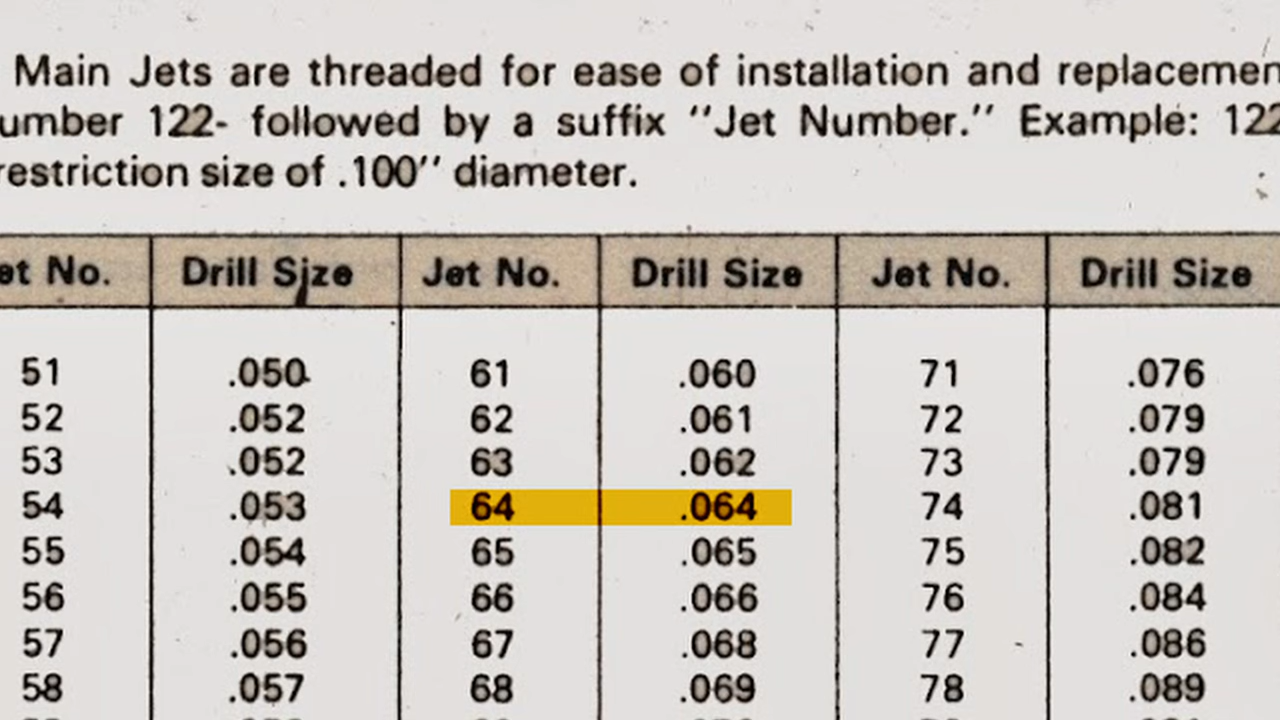 Main Jets are threaded for ease of installation and replacemen
umber 122- followed by a suffix "Jet Number." Example: 122
restriction size of .100" diameter.
et No. Drill Size Jet No. Drill Size Jet No. Drill Size
51 .050 61 .060 71 .076
52 .052 62 .061 72 .079
53 .052 63 .062 73 .079
54 .053 64 .064 74 .081
55 .054 65 .065 75 .082
56 .055 66 .066 76 .084
57 .056 67 .068 77 .086
58 .057 68 .069 78 .089